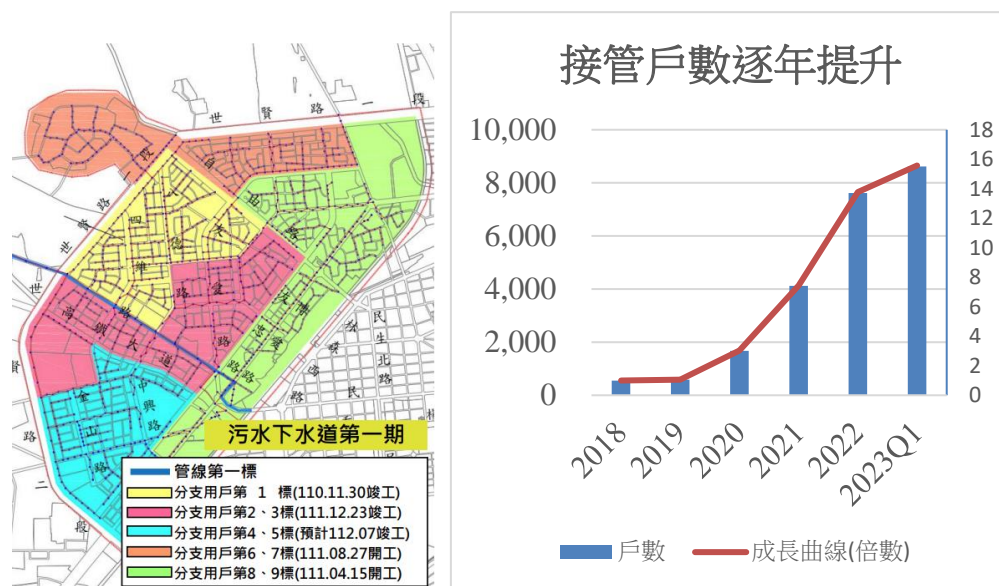 世賢路一段
世賢路二段
自由路
四維路
德友
高鐵大道
金山路
中興路
友愛路
民生北路
污水下水道第一期
管線第一標
分支用戶第 1 標(110.11.30竣工)
分支用戶第2、3標(111.12.23竣工)
分支用戶第4、5標(預計112.07竣工)
分支用戶第6、7標(111.08.27開工)
分支用戶第8、9標(111.04.15開工)
接管戶數逐年提升
10,000
8,000
6,000
4,000
2,000
0
18
16
14
12
10
8
6
4
2
0
2018
2019
2020
2021
2022
2023Q1
戶數
成長曲線(倍數)